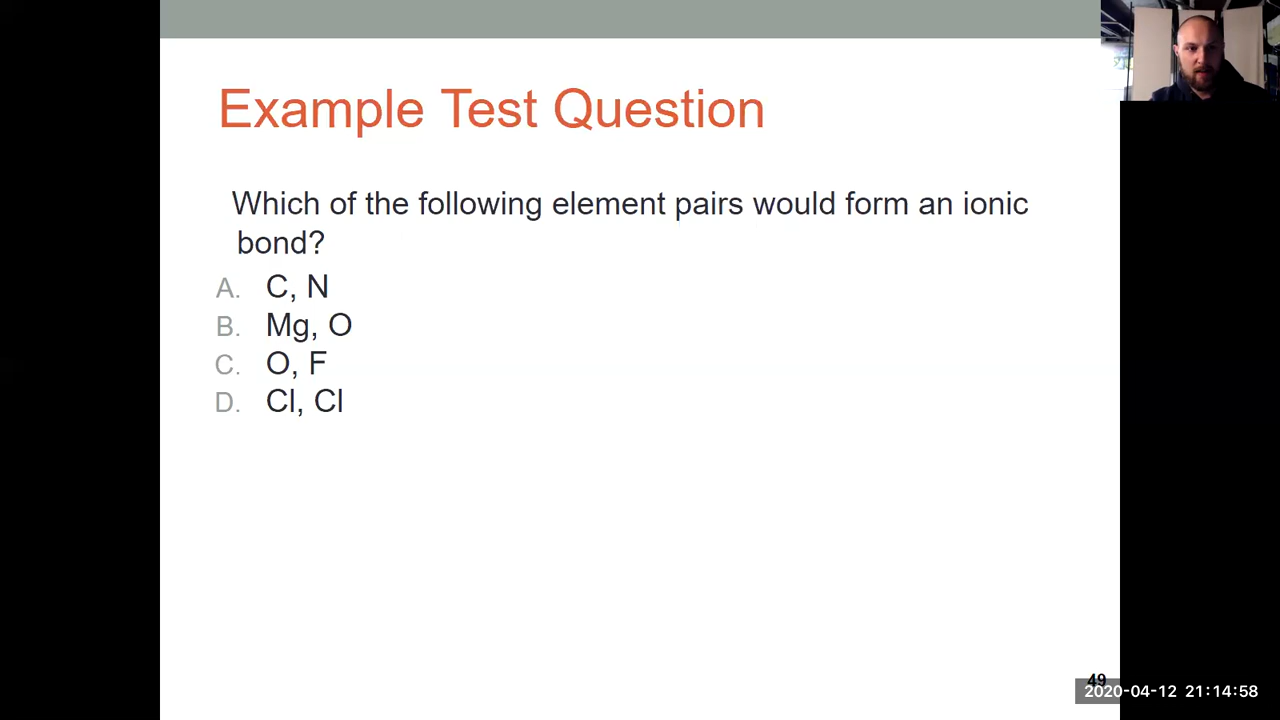 Example Test Question
Which of the following element pairs would form an ionic
bond?
A. C, N
B. Mg, O
C. O, F
D. Cl, Cl
49
2020-04-12 21:14:58